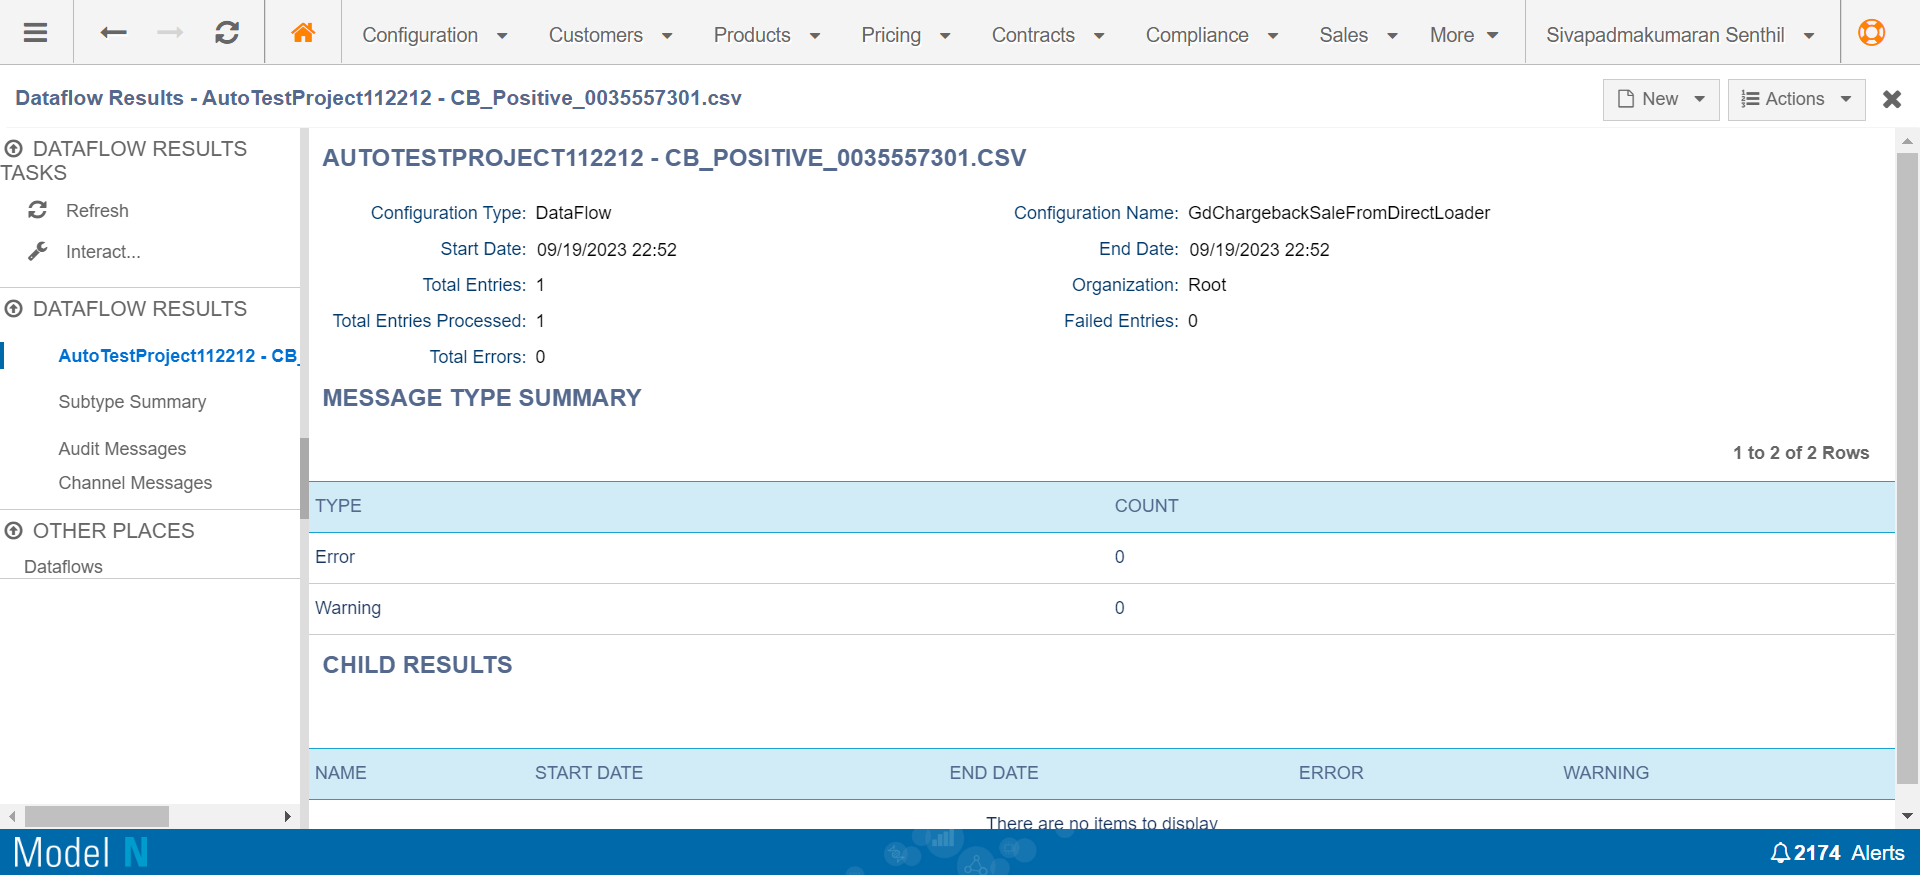 Configuration Customers Products Pricing Contracts Compliance Sales More Sivapadmakumaran Senthil
Dataflow Results - AutoTestProject112212 - CB_Positive_0035557301.csv
New Actions
DATAFLOW RESULTS
TASKS
Refresh
Interact...
DATAFLOW RESULTS
AutoTestProject112212 - CB_
Subtype Summary
Audit Messages
Channel Messages
OTHER PLACES
Dataflows
AUTOTESTPROJECT112212 - CB_POSITIVE_0035557301.CSV
Configuration Type: DataFlow Configuration Name: GdChargebackSaleFromDirectLoader
Start Date: 09/19/2023 22:52 End Date: 09/19/2023 22:52
Total Entries: 1 Organization: Root
Total Entries Processed: 1 Failed Entries: 0
Total Errors: 0
MESSAGE TYPE SUMMARY
1 to 2 of 2 Rows
TYPE COUNT
Error 0
Warning 0
CHILD RESULTS
NAME START DATE END DATE ERROR WARNING
There are no items to display
Model N
2174 Alerts